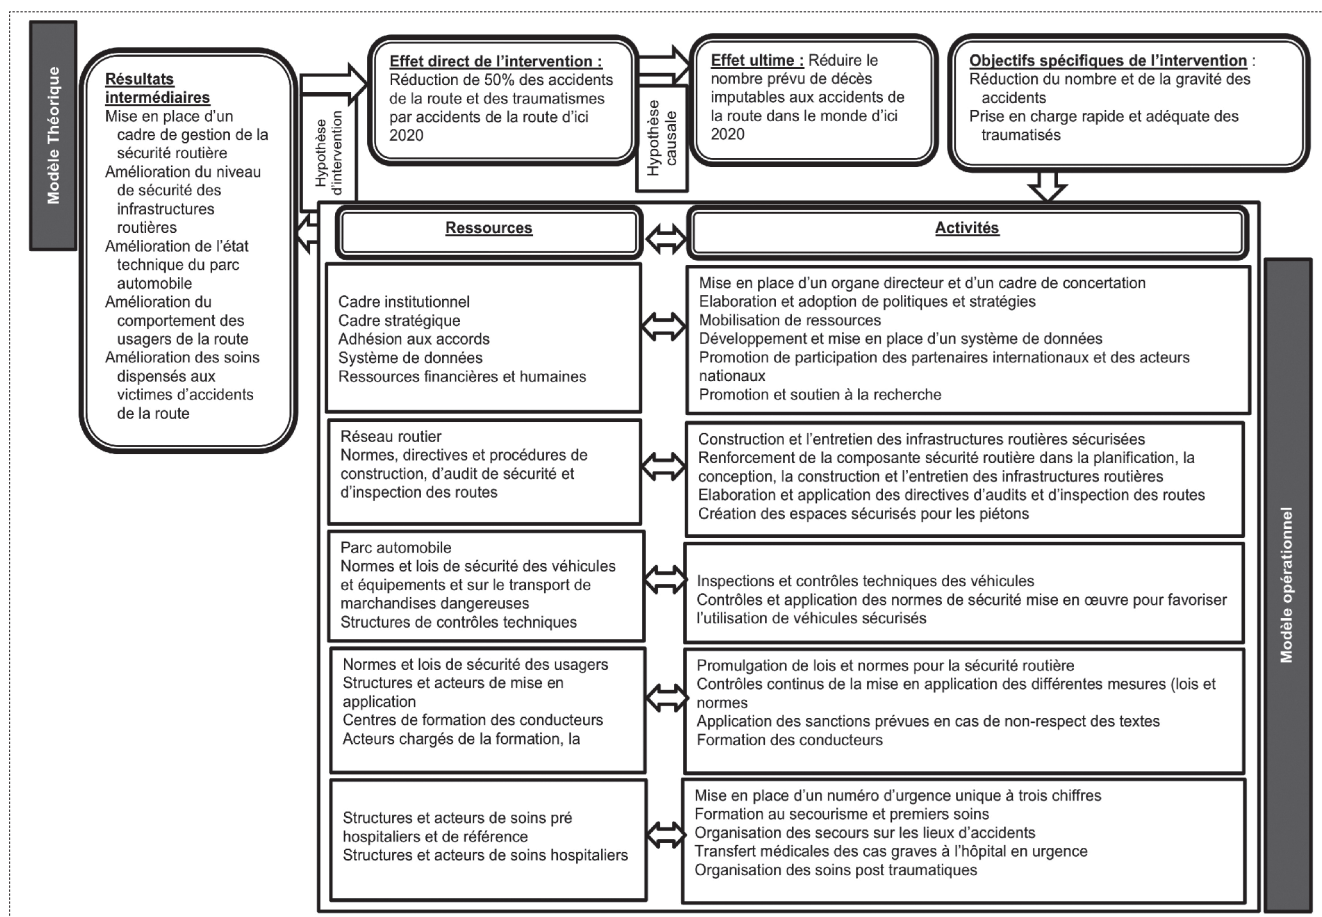 Modèle Théorique
Résultats
intermédiaires
Mise en place d’un
cadre de gestion de la
sécurité routière
Amélioration du niveau
de sécurité des
infrastructures
routières
Amélioration de l’état
technique du parc
automobile
Amélioration du
comportement des
usagers de la route
Amélioration des soins
dispensés aux
victimes d’accidents
de la route
Hypothèse
d’intervention
Effet direct de l’intervention :
Réduction de 50% des accidents
de la route et des traumatismes
par accidents de la route d’ici
2020
Hypothèse
causale
Effet ultime : Réduire le
nombre prévu de décès
imputables aux accidents de
la route dans le monde d’ici
2020
Objectifs spécifiques de l’intervention :
Réduction du nombre et de la gravité des
accidents
Prise en charge rapide et adéquate des
traumatisés
Ressources
Activités
Cadre institutionnel
Cadre stratégique
Adhésion aux accords
Système de données
Ressources financières et humaines
Mise en place d’un organe directeur et d’un cadre de concertation
Elaboration et adoption de politiques et stratégies
Mobilisation de ressources
Développement et mise en place d’un système de données
Promotion de participation des partenaires internationaux et des acteurs
nationaux
Promotion et soutien à la recherche
Réseau routier
Normes, directives et procédures de
construction, d’audit de sécurité et
d’inspection des routes
Construction et l’entretien des infrastructures routières sécurisées
Renforcement de la composante sécurité routière dans la planification, la
conception, la construction et l’entretien des infrastructures routières
Elaboration et application des directives d’audits et d’inspection des routes
Création des espaces sécurisés pour les piétons
Parc automobile
Normes et lois de sécurité des véhicules
et équipements et sur le transport de
marchandises dangereuses
Structures de contrôles techniques
Inspections et contrôles techniques des véhicules
Contrôles et application des normes de sécurité mise en œuvre pour favoriser
l’utilisation de véhicules sécurisés
Normes et lois de sécurité des usagers
Structures et acteurs de mise en
application
Centres de formation des conducteurs
Acteurs chargés de la formation, la
Promulgation de lois et normes pour la sécurité routière
Contrôles continus de la mise en application des différentes mesures (lois et
normes
Application des sanctions prévues en cas de non-respect des textes
Formation des conducteurs
Structures et acteurs de soins pré
hospitaliers et de référence
Structures et acteurs de soins hospitaliers
Mise en place d’un numéro d’urgence unique à trois chiffres
Formation au secourisme et premiers soins
Organisation des secours sur les lieux d’accidents
Transfert médicales des cas graves à l’hôpital en urgence
Organisation des soins post traumatiques
Modèle opérationnel